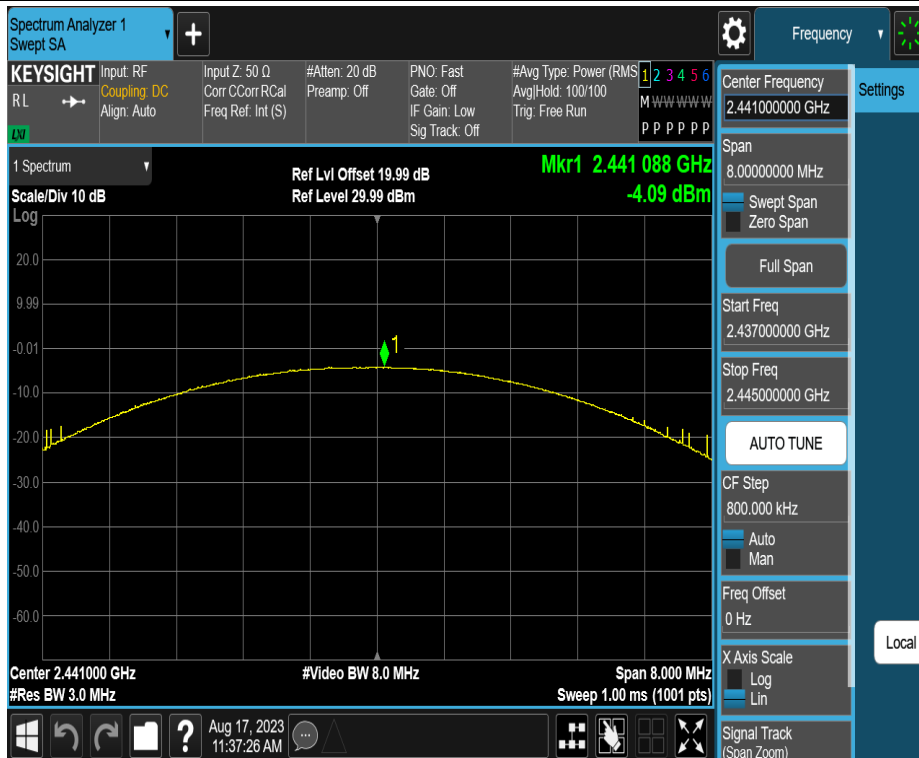 Spectrum Analyzer 1
Swept SA
+
Frequency
KEYSIGHT
R L
LXI
Input: RF
Coupling: DC
Align: Auto
Input Z: 50 Ω
Corr CCorr RCal
Freq Ref: Int (S)
#Atten: 20 dB
Preamp: Off
PNO: Fast
Gate: Off
IF Gain: Low
Sig Track: Off
#Avg Type: Power (RMS
Avg|Hold: 100/100
Trig: Free Run
1 2 3 4 5 6
M W W W W W
P P P P P P
1 Spectrum
Scale/Div 10 dB
Ref Lvl Offset 19.99 dB
Ref Level 29.99 dBm
Mkr1 2.441 088 GHz
-4.09 dBm
Log
20.0
9.99
-0.01
-10.0
-20.0
-30.0
-40.0
-50.0
-60.0
1
Center 2.441000 GHz
#Res BW 3.0 MHz
#Video BW 8.0 MHz
Span 8.000 MHz
Sweep 1.00 ms (1001 pts)
Center Frequency
2.441000000 GHz
Span
8.00000000 MHz
Swept Span
Zero Span
Full Span
Start Freq
2.437000000 GHz
Stop Freq
2.445000000 GHz
AUTO TUNE
CF Step
800.000 kHz
Auto
Man
Freq Offset
0 Hz
X Axis Scale
Log
Lin
Signal Track
(Span Zoom)
Settings
Local
?
Aug 17, 2023
11:37:26 AM